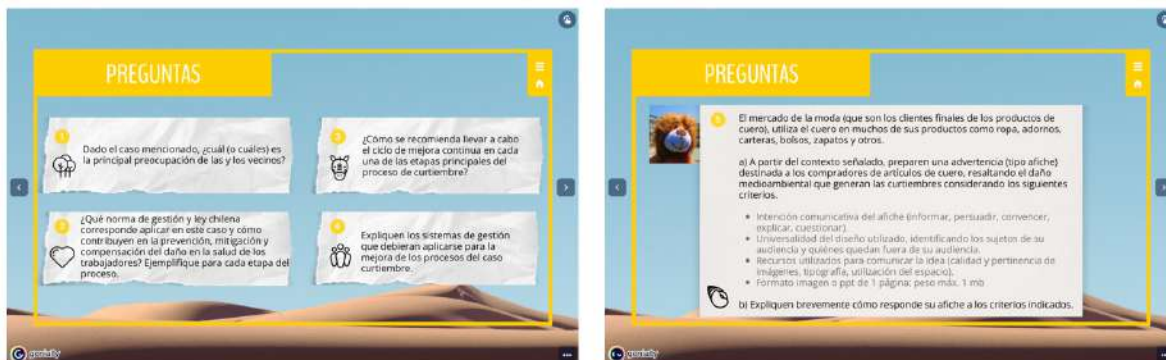 PREGUNTAS
1
Dado el caso mencionado, ¿cuál (o cuáles) es
la principal preocupación de las y los vecinos?
2
¿Cómo se recomienda llevar a cabo
el ciclo de mejora continua en cada
una de las etapas principales del
proceso de curtiembre?
3
¿Qué norma de gestión y ley chilena
corresponde aplicar en este caso y cómo
contribuyen en la prevención, mitigación y
compensación del daño en la salud de los
trabajadores? Ejemplifique para cada etapa del
proceso.
4
Expliquen los sistemas de gestión
que debieran aplicarse para la
mejora de los procesos del caso
curtiembre.
genially
PREGUNTAS
5
El mercado de la moda (que son los clientes finales de los productos de
cuero), utiliza el cuero en muchos de sus productos como ropa, adornos,
carteras, bolsos, zapatos y otros.
a) A partir del contexto señalado, preparen una advertencia (tipo afiche)
destinada a los compradores de artículos de cuero, resaltando el daño
medioambiental que generan las curtiembres considerando los siguientes
criterios.
• Intención comunicativa del afiche (informar, persuadir, convencer,
explicar, cuestionar).
• Universalidad del diseño utilizado, identificando los sujetos de su
audiencia y quiénes quedan fuera de su audiencia.
• Recursos utilizados para comunicar la idea (calidad y pertinencia de
imágenes, tipografía, utilización del espacio).
• Formato imagen o ppt de 1 página: peso máx. 1 mb
b) Expliquen brevemente cómo responde su afiche a los criterios indicados.
genially